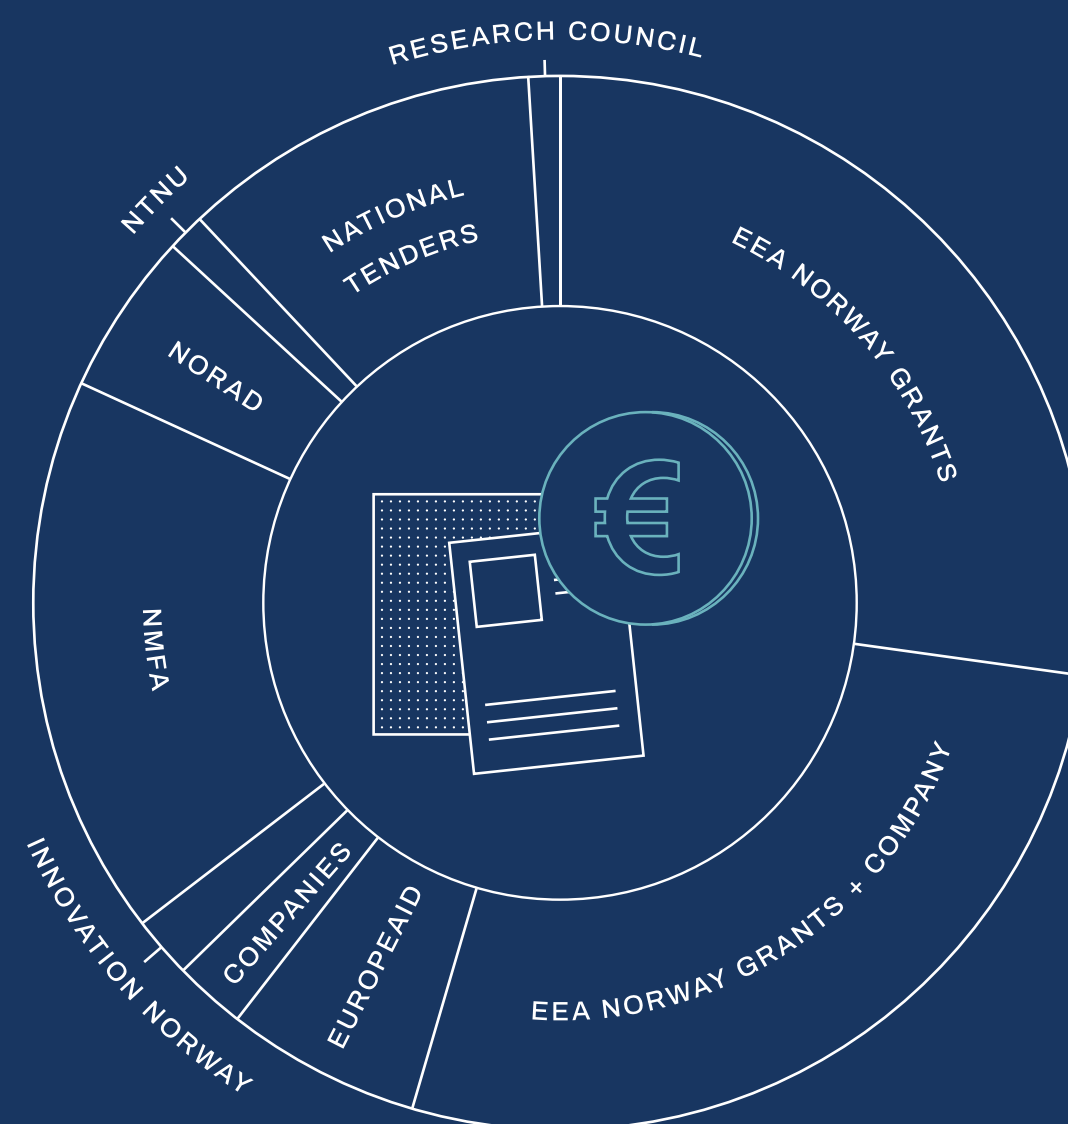 RESEARCH COUNCIL
NTNU
NATIONAL
TENDERS
EEA NORWAY GRANTS
NORAD
€
NMFA
EEA NORWAY GRANTS + COMPANY
INNOVATION NORWAY
COMPANIES
EUROPEAID